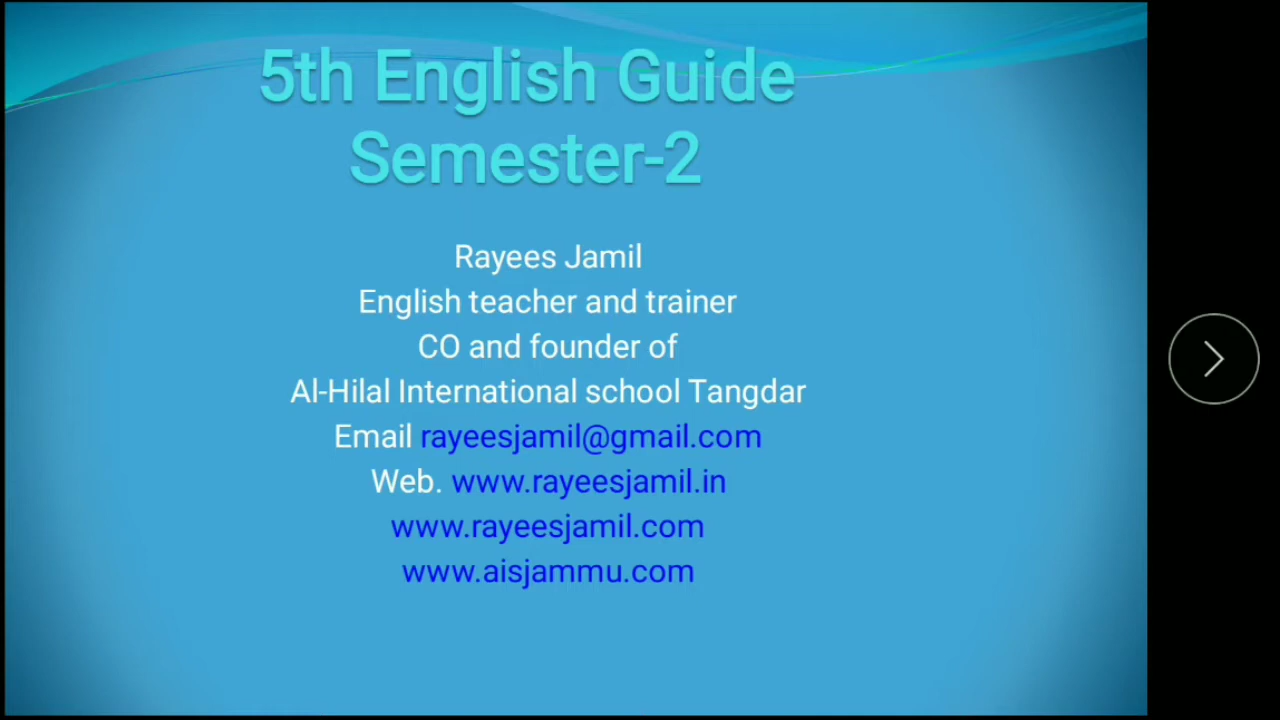 5th English Guide
Semester-2
Rayees Jamil
English teacher and trainer
CO and founder of
Al-Hilal International school Tangdar
Email rayeesjamil@gmail.com
Web. www.rayeesjamil.in
www.rayeesjamil.com
www.aisjammu.com